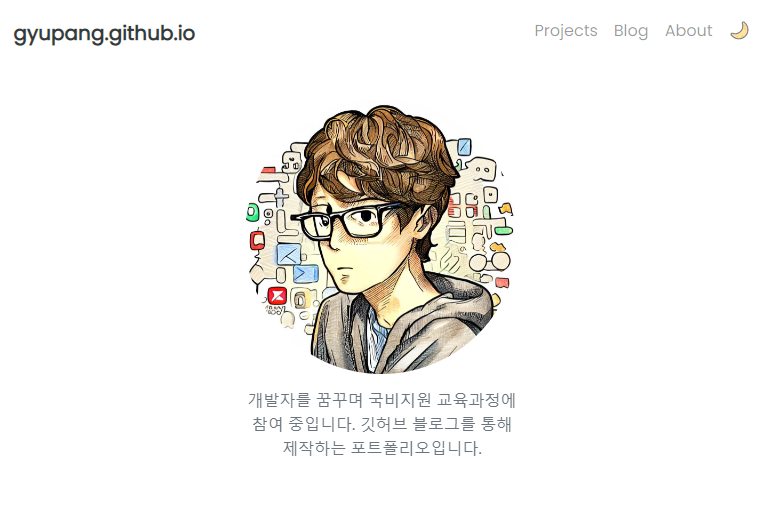 gyupang.github.io
Projects Blog About
개발자를 꿈꾸며 국비지원 교육과정에
참여 중입니다. 깃허브 블로그를 통해
제작하는 포트폴리오입니다.